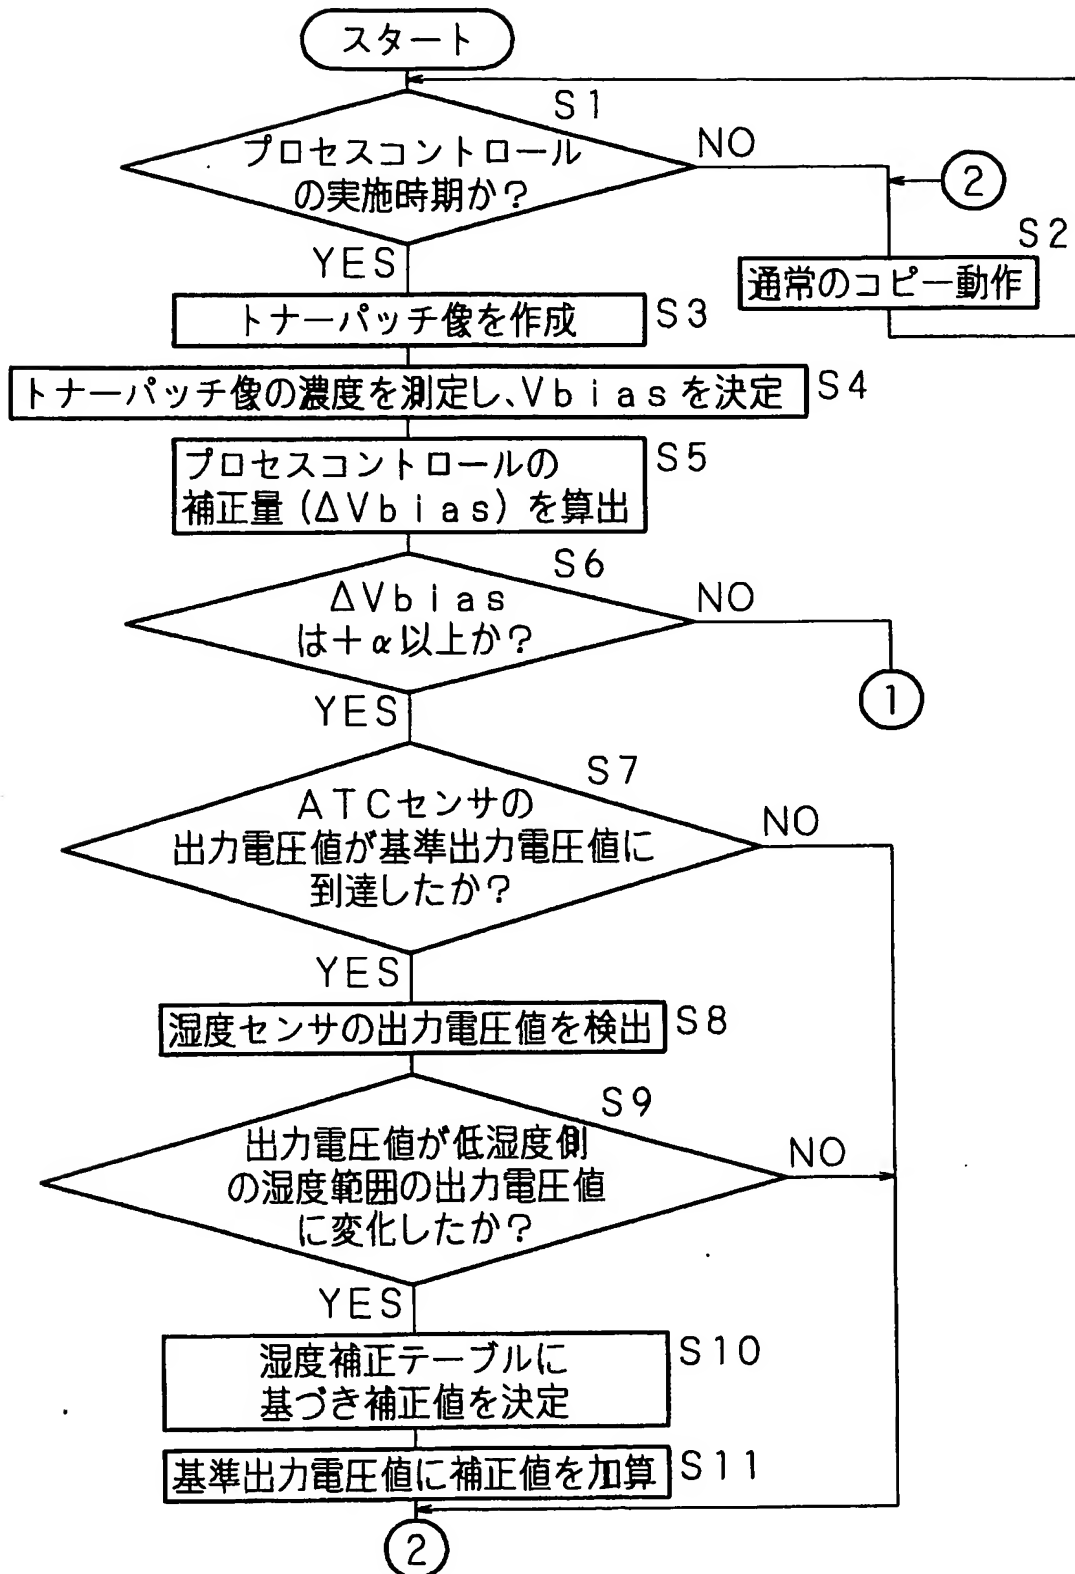 スタート
S1
プロセスコントロール
の実施時期か?
NO
②
YES
S2
通常のコピー動作
トナーパッチ像を作成
S3
トナーパッチ像の濃度を測定し、Vbiasを決定
S4
プロセスコントロールの
補正量(ΔVbias)を算出
S5
S6
ΔVbias
は+α以上か?
NO
①
YES
S7
ATCセンサの
出力電圧値が基準出力電圧値に
到達したか?
NO
YES
湿度センサの出力電圧値を検出
S8
S9
出力電圧値が低湿度側
の湿度範囲の出力電圧値
に変化したか?
NO
YES
湿度補正テーブルに
基づき補正値を決定
S10
基準出力電圧値に補正値を加算
S11
②